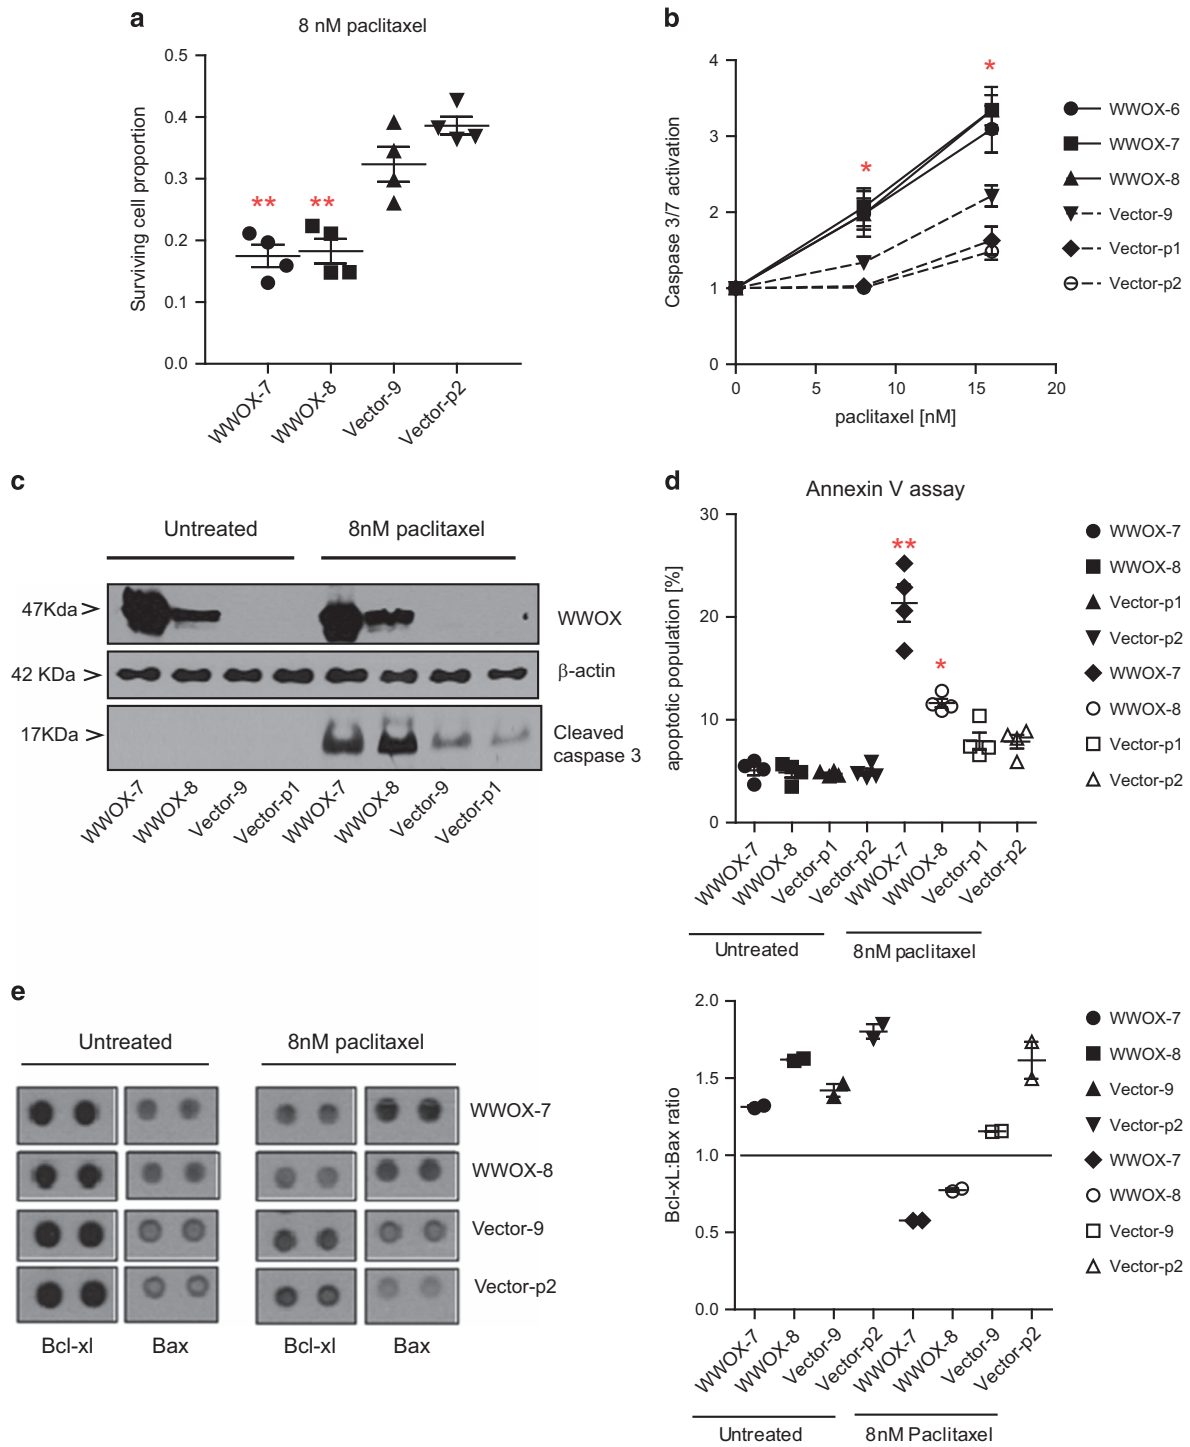 a
8 nM paclitaxel
Surviving cell proportion
0.5
0.4
0.3
0.2
0.1
0.0
** **
WWOX-7
WWOX-8
Vector-9
Vector-p2
b
Caspase 3/7 activation
4
3
2
1
0
*
*
0 5 10 15 20
paclitaxel [nM]
WWOX-6
WWOX-7
WWOX-8
Vector-9
Vector-p1
Vector-p2
c
Untreated 8nM paclitaxel
47Kda > WWOX
42 KDa > β-actin
17KDa > Cleaved
caspase 3
WWOX-7
WWOX-8
Vector-9
Vector-p1
WWOX-7
WWOX-8
Vector-9
Vector-p1
d
Annexin V assay
apoptotic population [%]
30
20
10
0
**
*
WWOX-7
WWOX-8
Vector-p1
Vector-p2
WWOX-7
WWOX-8
Vector-p1
Vector-p2
Untreated 8nM paclitaxel
WWOX-7
WWOX-8
Vector-p1
Vector-p2
WWOX-7
WWOX-8
Vector-p1
Vector-p2
e
Untreated 8nM paclitaxel
WWOX-7
WWOX-8
Vector-9
Vector-p2
Bcl-xl Bax Bcl-xl Bax
Bcl-xL:Bax ratio
2.0
1.5
1.0
0.5
0.0
WWOX-7
WWOX-8
Vector-9
Vector-p2
WWOX-7
WWOX-8
Vector-9
Vector-p2
Untreated 8nM Paclitaxel
WWOX-7
WWOX-8
Vector-9
Vector-p2
WWOX-7
WWOX-8
Vector-9
Vector-p2